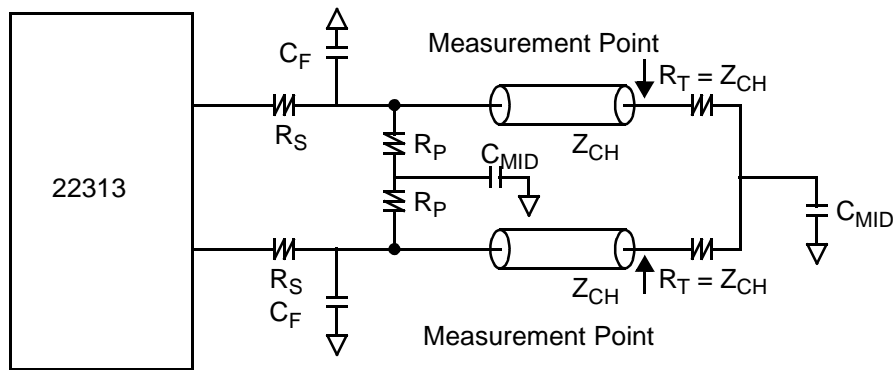 Measurement Point
C_F
R_T = Z_CH
R_S
Z_CH
R_P
C_MID
22313
R_P
C_MID
R_S
Z_CH
R_T = Z_CH
C_F
Measurement Point